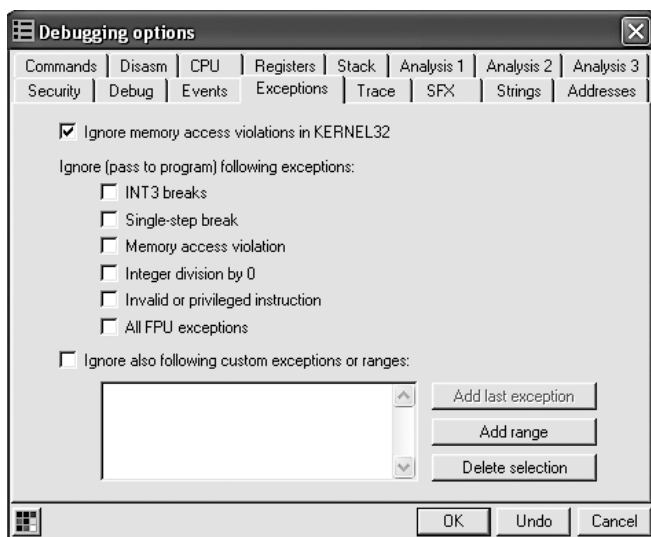 Debugging options
Commands Disasm CPU Registers Stack Analysis 1 Analysis 2 Analysis 3
Security Debug Events Exceptions Trace SFX Strings Addresses
Ignore memory access violations in KERNEL32
Ignore (pass to program) following exceptions:
INT3 breaks
Single-step break
Memory access violation
Integer division by 0
Invalid or privileged instruction
All FPU exceptions
Ignore also following custom exceptions or ranges:
Add last exception
Add range
Delete selection
OK Undo Cancel